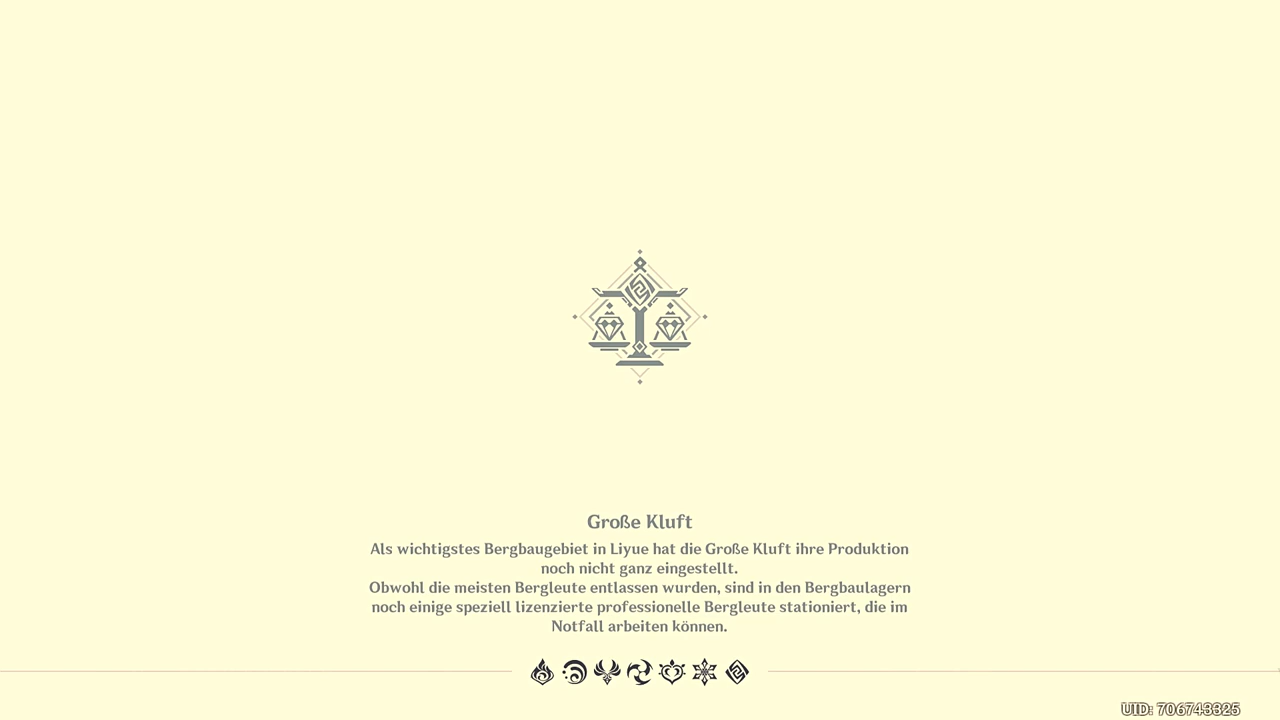 Große Kluft
Als wichtigstes Bergbaugebiet in Liyue hat die Große Kluft ihre Produktion
noch nicht ganz eingestellt.
Obwohl die meisten Bergleute entlassen wurden, sind in den Bergbaulagern
noch einige speziell lizenzierte professionelle Bergleute stationiert, die im
Notfall arbeiten können.
UID: 706743325